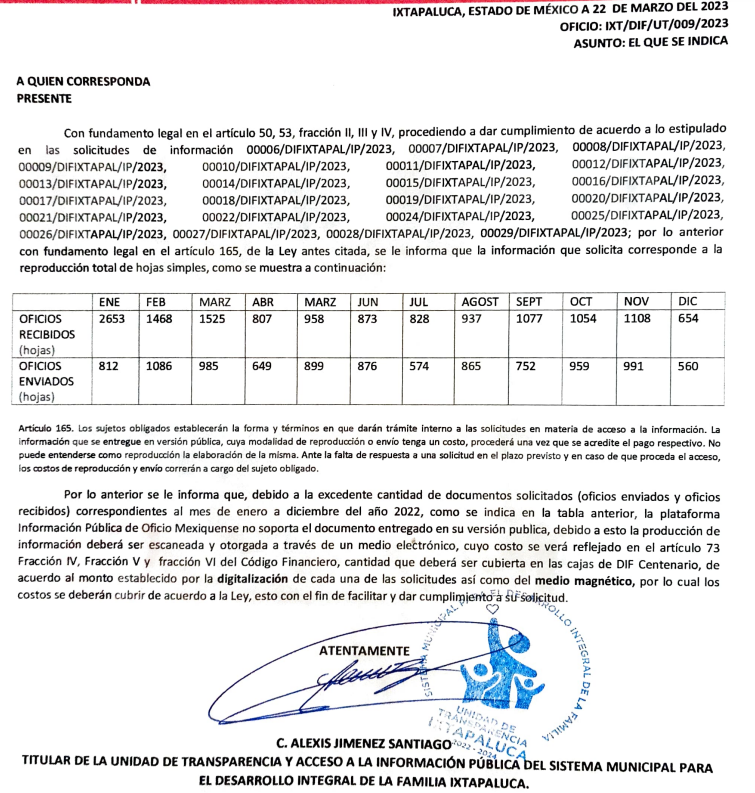 IXTAPALUCA, ESTADO DE MÉXICO A 22 DE MARZO DEL 2023
OFICIO: IXT/DIF/UT/009/2023
ASUNTO: EL QUE SE INDICA
A QUIEN CORRESPONDA
PRESENTE
Con fundamento legal en el artículo 50, 53, fracción II, III y IV, procediendo a dar cumplimiento de acuerdo a lo estipulado
en las solicitudes de información 00006/DIFIXTAPAL/IP/2023, 00007/DIFIXTAPAL/IP/2023, 00008/DIFIXTAPAL/IP/2023,
00009/DIFIXTAPAL/IP/2023, 00010/DIFIXTAPAL/IP/2023, 00011/DIFIXTAPAL/IP/2023, 00012/DIFIXTAPAL/IP/2023,
00013/DIFIXTAPAL/IP/2023, 00014/DIFIXTAPAL/IP/2023, 00015/DIFIXTAPAL/IP/2023, 00016/DIFIXTAPAL/IP/2023,
00017/DIFIXTAPAL/IP/2023, 00018/DIFIXTAPAL/IP/2023, 00019/DIFIXTAPAL/IP/2023, 00020/DIFIXTAPAL/IP/2023,
00021/DIFIXTAPAL/IP/2023, 00022/DIFIXTAPAL/IP/2023, 00024/DIFIXTAPAL/IP/2023, 00025/DIFIXTAPAL/IP/2023,
00026/DIFIXTAPAL/IP/2023, 00027/DIFIXTAPAL/IP/2023, 00028/DIFIXTAPAL/IP/2023, 00029/DIFIXTAPAL/IP/2023; por lo anterior
con fundamento legal en el artículo 165, de la Ley antes citada, se le informa que la información que solicita corresponde a la
reproducción total de hojas simples, como se muestra a continuación:
ENE FEB MARZ ABR MARZ JUN JUL AGOST SEPT OCT NOV DIC
OFICIOS 2653 1468 1525 807 958 873 828 937 1077 1054 1108 654
RECIBIDOS
(hojas)
OFICIOS 812 1086 985 649 899 876 574 865 752 959 991 560
ENVIADOS
(hojas)
Artículo 165. Los sujetos obligados establecerán la forma y términos en que darán trámite interno a las solicitudes en materia de acceso a la información. La
información que se entregue en versión pública, cuya modalidad de reproducción o envío tenga un costo, procederá una vez que se acredite el pago respectivo. No
puede entenderse como reproducción la elaboración de la misma. Ante la falta de respuesta a una solicitud en el plazo previsto y en caso de que proceda el acceso,
los costos de reproducción y envío correrán a cargo del sujeto obligado.
Por lo anterior se le informa que, debido a la excedente cantidad de documentos solicitados (oficios enviados y oficios
recibidos) correspondientes al mes de enero a diciembre del año 2022, como se indica en la tabla anterior, la plataforma
Información Pública de Oficio Mexiquense no soporta el documento entregado en su versión publica, debido a esto la producción de
información deberá ser escaneada y otorgada a través de un medio electrónico, cuyo costo se verá reflejado en el artículo 73
Fracción IV, Fracción V y fracción VI del Código Financiero, cantidad que deberá ser cubierta en las cajas de DIF Centenario, de
acuerdo al monto establecido por la digitalización de cada una de las solicitudes así como del medio magnético, por lo cual los
costos se deberán cubrir de acuerdo a la Ley, esto con el fin de facilitar y dar cumplimiento a su solicitud.
SISTEMA MUNICIPAL PARA EL DESARROLLO INTEGRAL DE LA FAMILIA
ATENTAMENTE
UNIDAD DE
TRANSPARENCIA
IXTAPALUCA
2022 - 2024
C. ALEXIS JIMENEZ SANTIAGO
TITULAR DE LA UNIDAD DE TRANSPARENCIA Y ACCESO A LA INFORMACIÓN PÚBLICA DEL SISTEMA MUNICIPAL PARA
EL DESARROLLO INTEGRAL DE LA FAMILIA IXTAPALUCA.